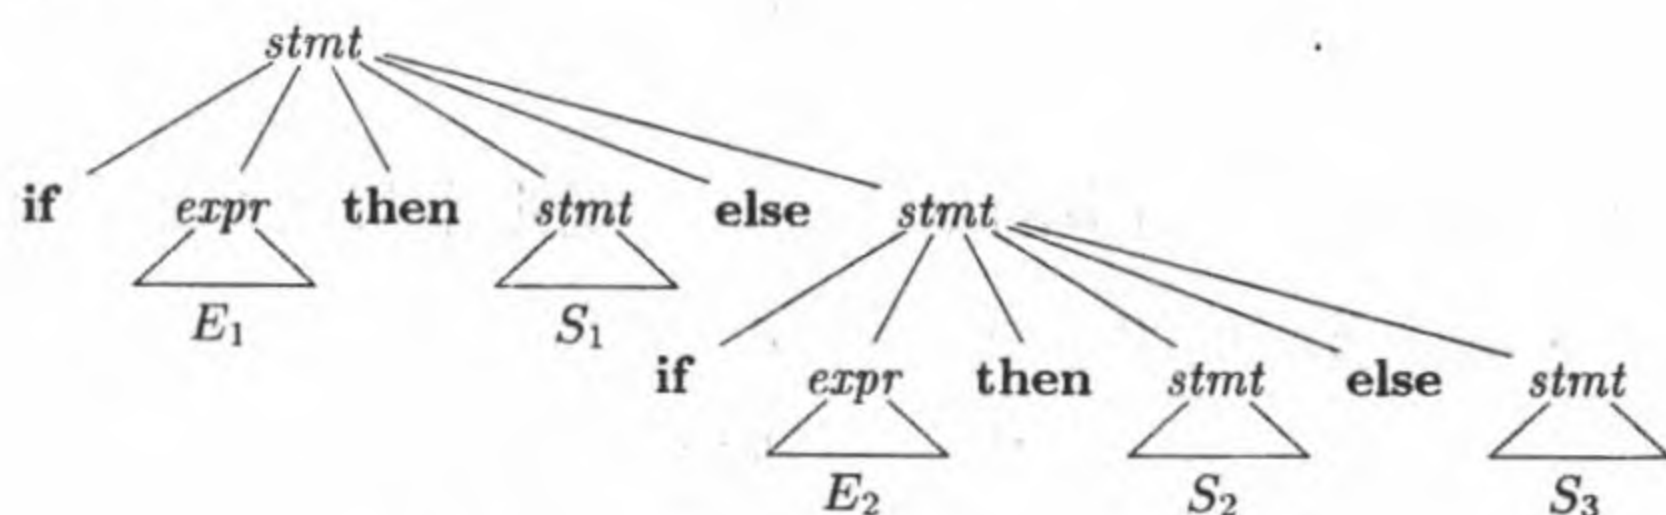 stmt
if expr then stmt else stmt
E₁ S₁
if expr then stmt else stmt
E₂ S₂ S₃